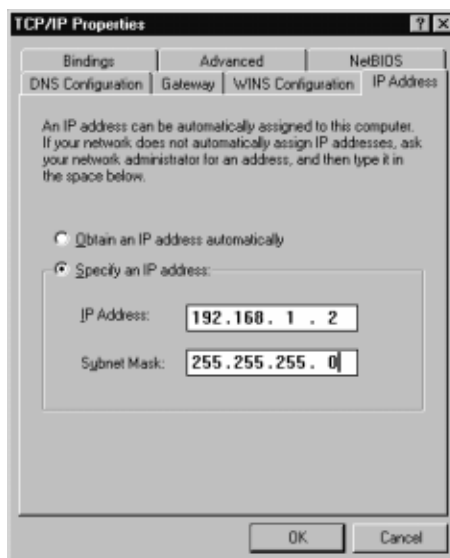 TCP/IP Properties ? X
Bindings Advanced NetBIOS
DNS Configuration Gateway WINS Configuration IP Address
An IP address can be automatically assigned to this computer.
If your network does not automatically assign IP addresses, ask
your network administrator for an address, and then type it in
the space below.
Obtain an IP address automatically
Specify an IP address:
IP Address: 192.168. 1 . 2
Subnet Mask: 255.255.255. 0
OK Cancel